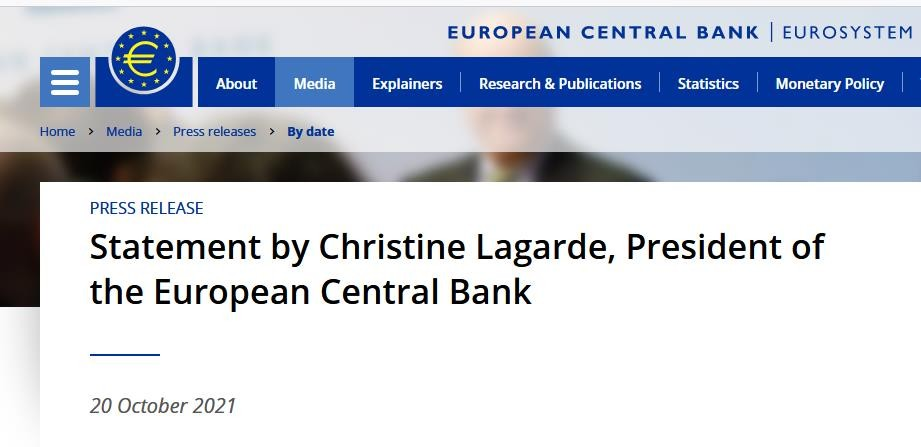 EUROPEAN CENTRAL BANK | EUROSYSTEM
€
About Media Explainers Research & Publications Statistics Monetary Policy
Home > Media > Press releases > By date
PRESS RELEASE
Statement by Christine Lagarde, President of
the European Central Bank
20 October 2021